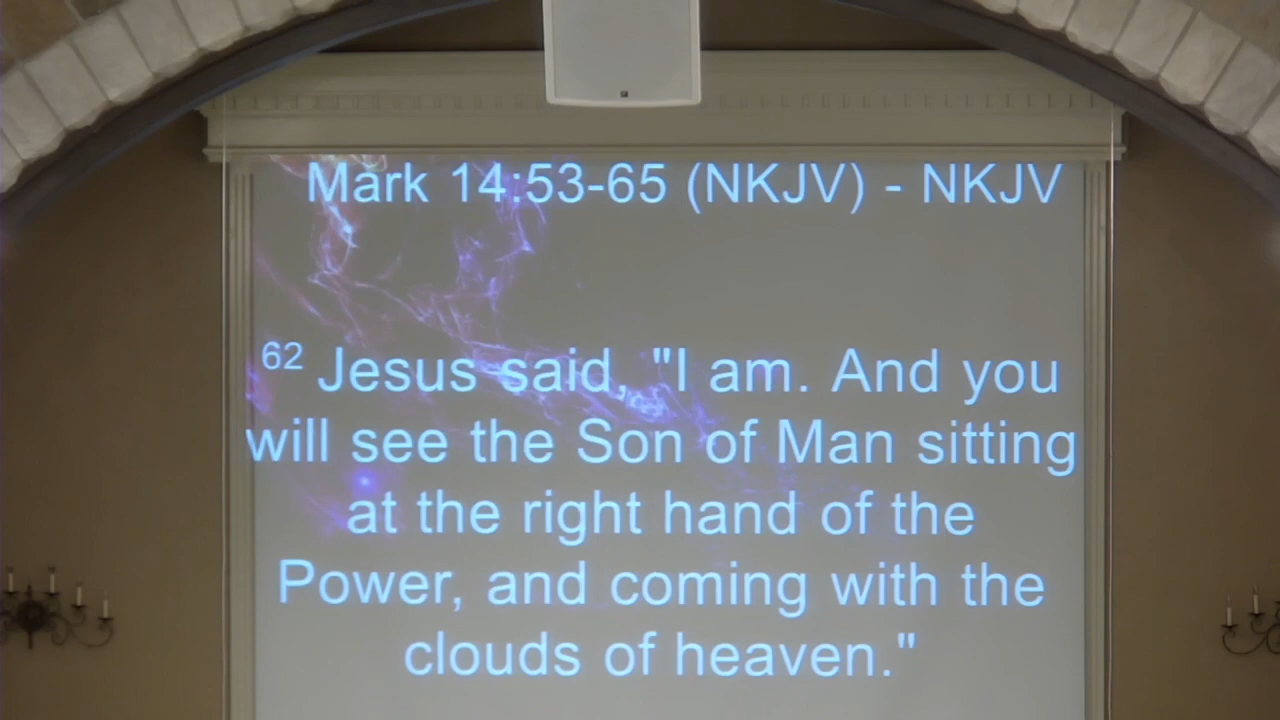 Mark 14:53-65 (NKJV) - NKJV
62 Jesus said, "I am. And you
will see the Son of Man sitting
at the right hand of the
Power, and coming with the
clouds of heaven."